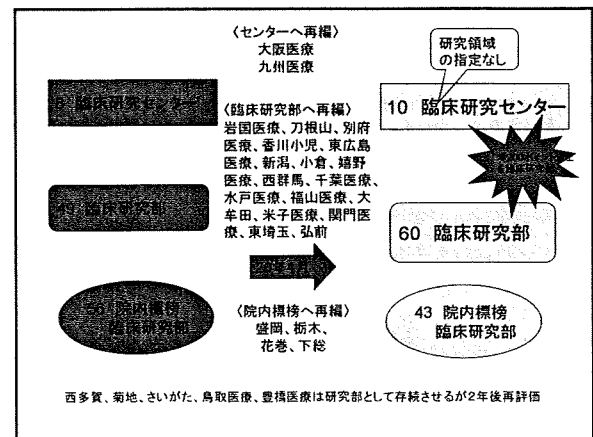 〈センターへ再編〉
大阪医療
九州医療
研究領域
の指定なし
臨床研究センター
〈臨床研究部へ再編〉
岩国医療、刀根山、別府
医療、香川小児、東広島
医療、新潟、小倉、嬉野
医療、西群馬、千葉医療、
水戸医療、福山医療、大
牟田、米子医療、関門医
療、東埼玉、弘前
10 臨床研究センター
臨床研究部
60 臨床研究部
院内標榜
臨床研究部
〈院内標榜へ再編〉
盛岡、栃木、
花巻、下総
43 院内標榜
臨床研究部
西多賀、菊地、さいがた、鳥取医療、豊橋医療は研究部として存続させるが2年後再評価